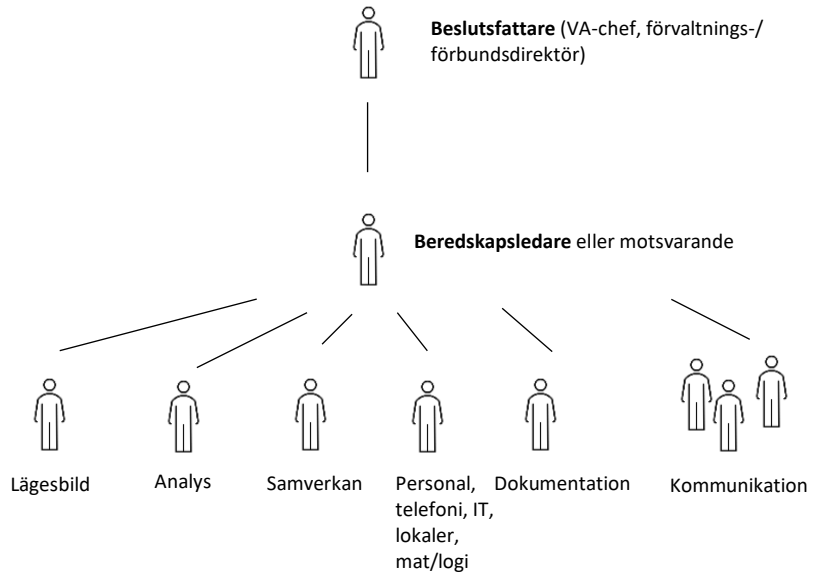 Beslutsfattare (VA-chef, förvaltnings-/
förbundsdirektör)
Beredskapsledare eller motsvarande
Lägesbild
Analys
Samverkan
Personal,
telefoni, IT,
lokaler,
mat/logi
Dokumentation
Kommunikation